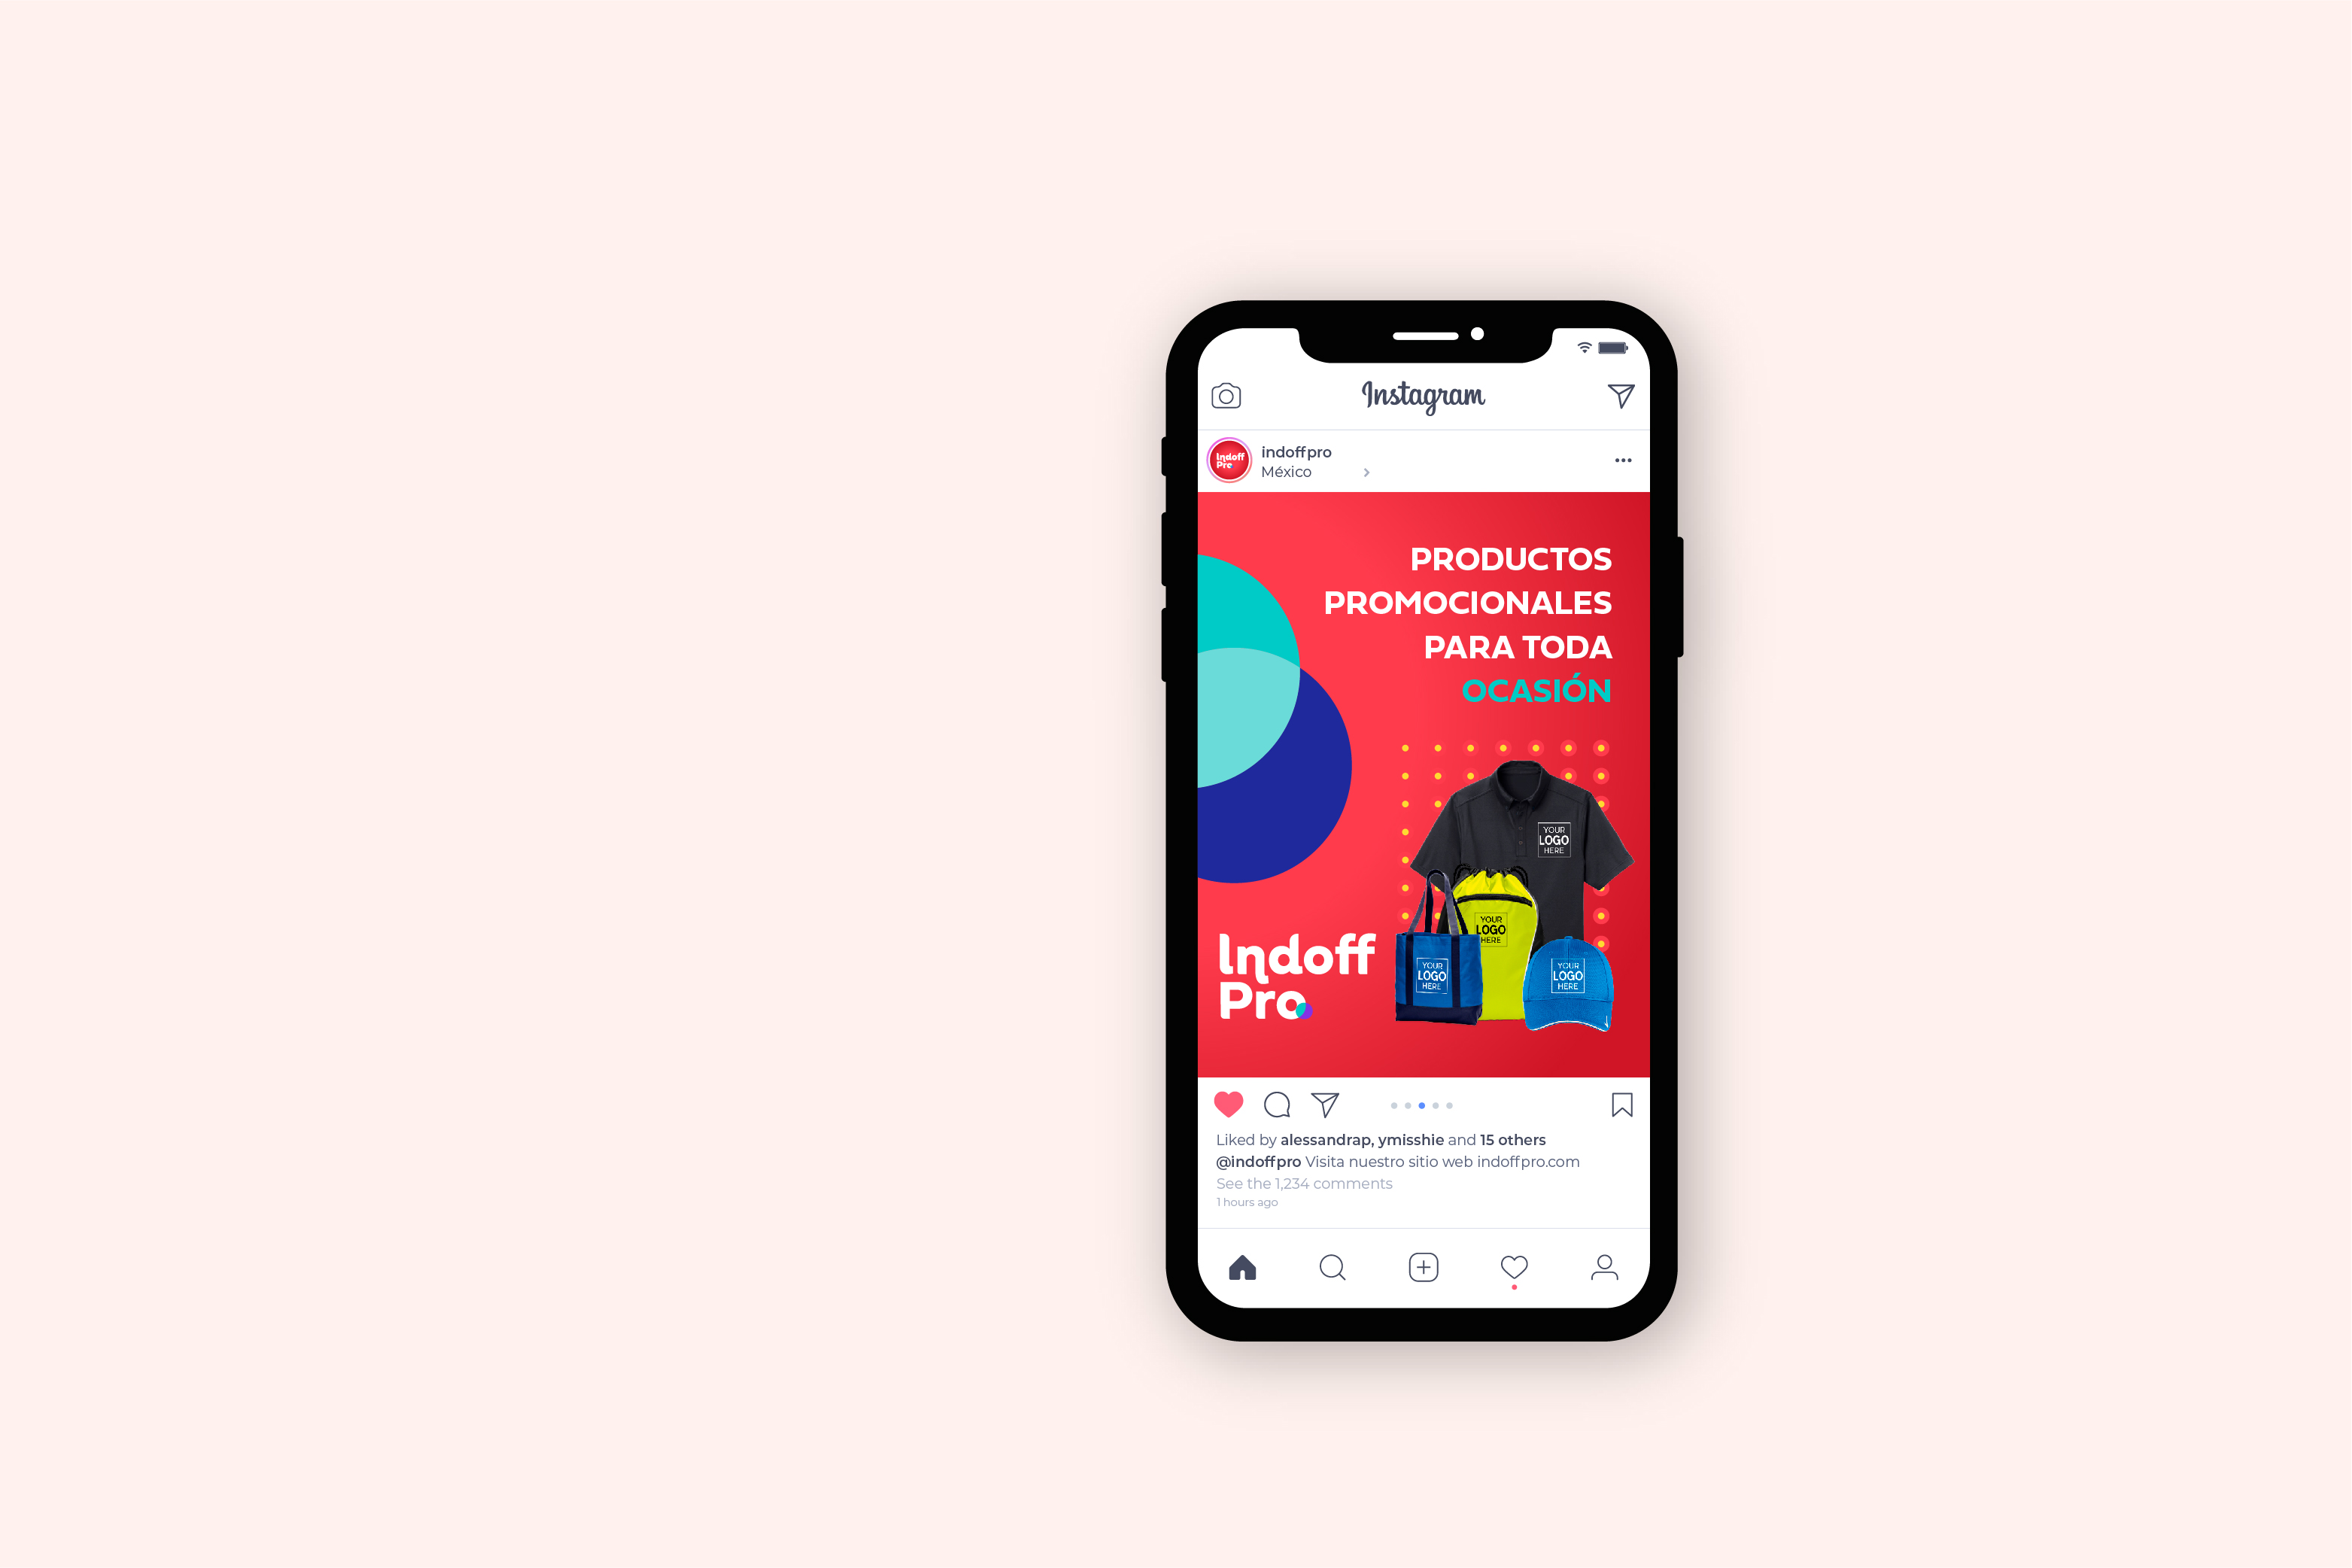 Instagram
Indoff
Pro
indoffpro
México
PRODUCTOS
PROMOCIONALES
PARA TODA
OCASIÓN
YOUR
LOGO
HERE
YOUR
LOGO
HERE
YOUR
LOGO
HERE
YOUR
LOGO
HERE
Indoff
Pro
Liked by alessandrap, ymisshie and 15 others
@indoffpro Visita nuestro sitio web indoffpro.com
See the 1,234 comments
1 hours ago